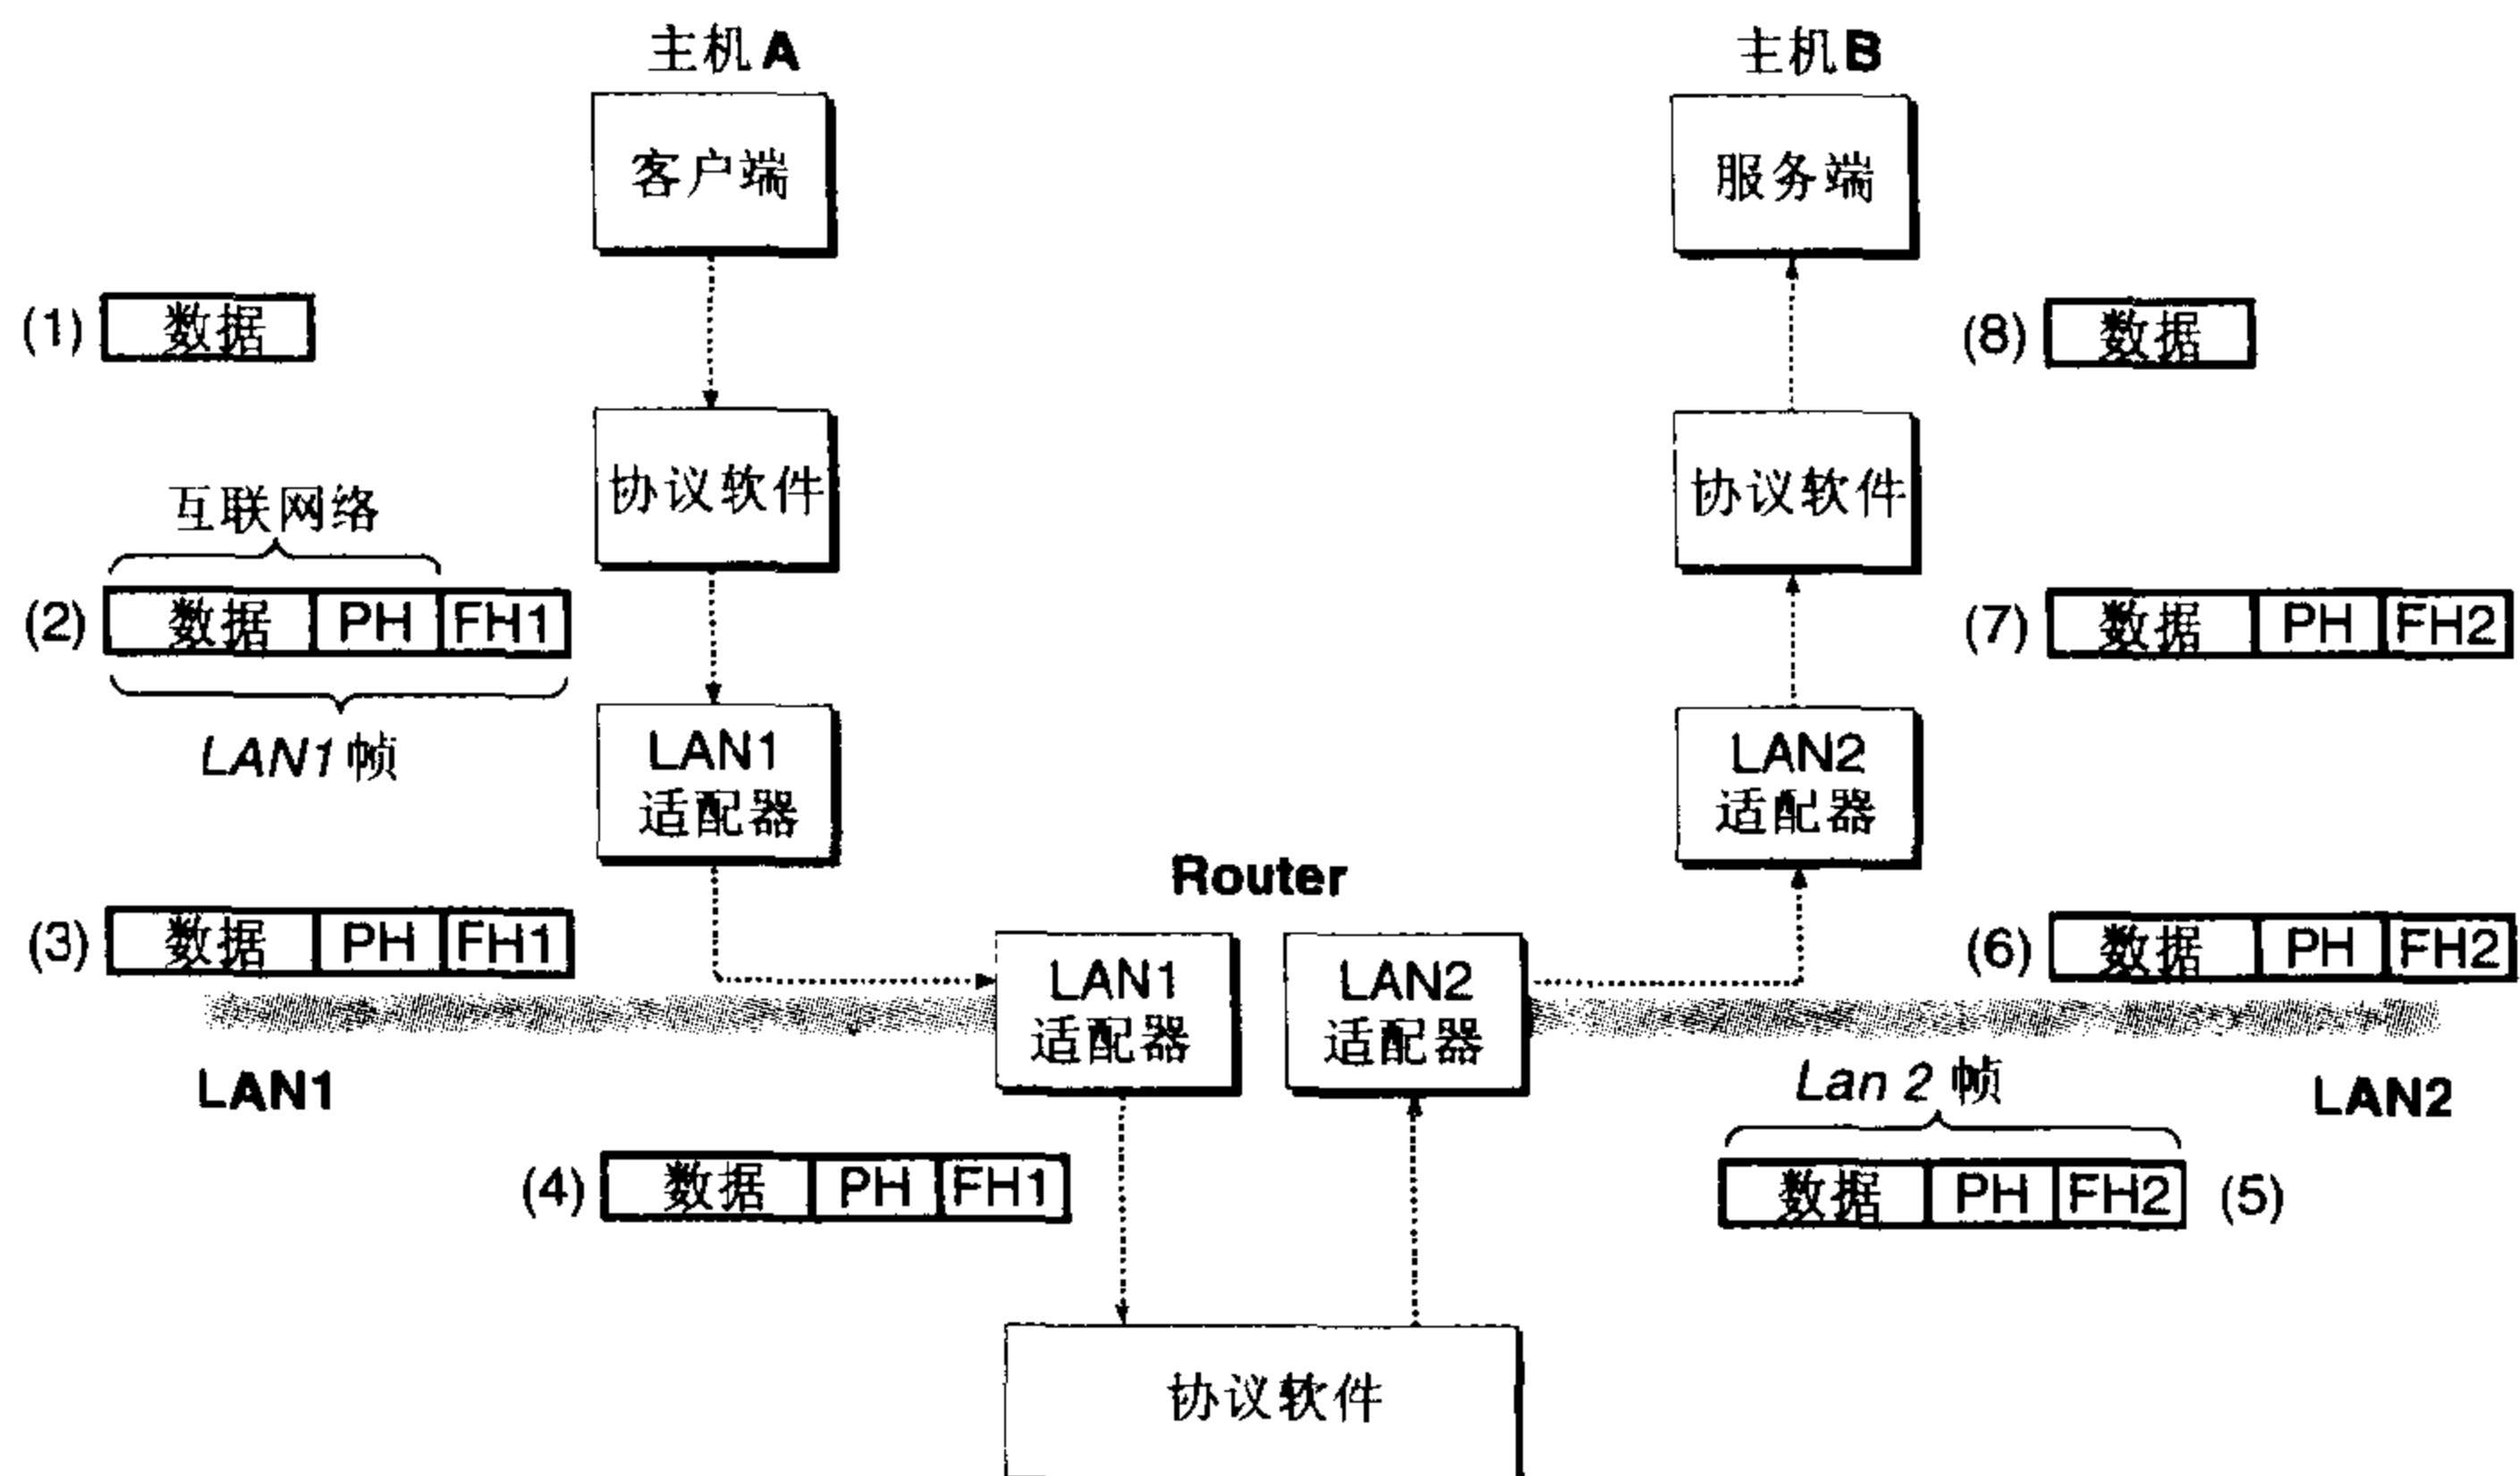 主机A
主机B
客户端
服务端
(1) 数据
(8) 数据
协议软件
协议软件
互联网络
(2) 数据 PH FH1
(7) 数据 PH FH2
LAN1 帧
LAN1
适配器
LAN2
适配器
Router
(3) 数据 PH FH1
(6) 数据 PH FH2
LAN1
适配器
LAN2
适配器
LAN1
Lan 2 帧
LAN2
(4) 数据 PH FH1
数据 PH FH2 (5)
协议软件